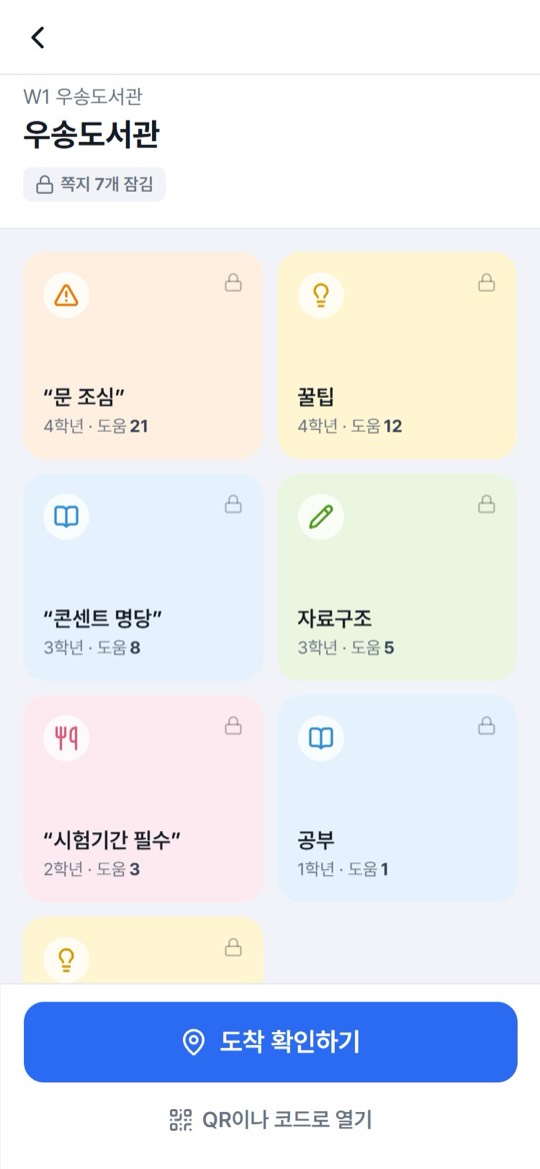 W1 우송도서관
우송도서관
쪽지 7개 잠김
“문 조심”
4학년 · 도움 21
꿀팁
4학년 · 도움 12
“콘센트 명당”
3학년 · 도움 8
자료구조
3학년 · 도움 5
“시험기간 필수”
2학년 · 도움 3
공부
1학년 · 도움 1
도착 확인하기
QR이나 코드로 열기